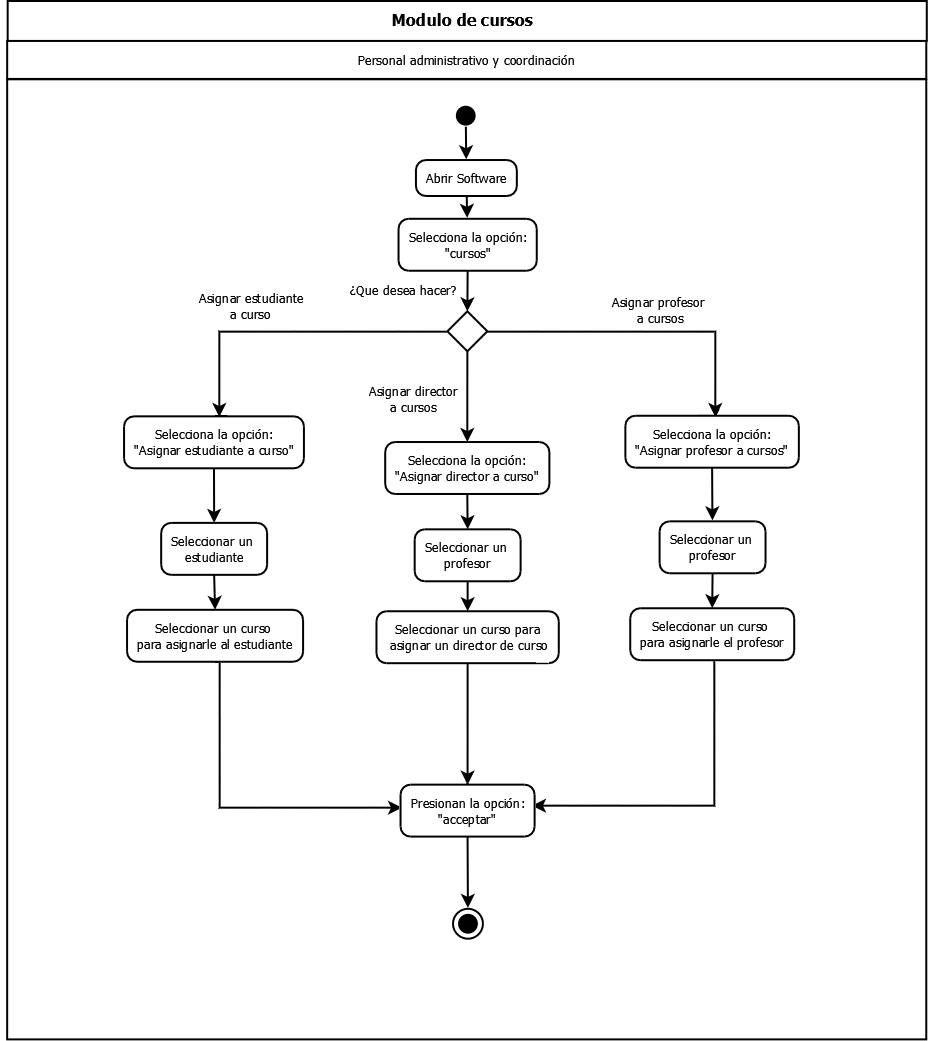 Modulo de cursos
Personal administrativo y coordinación
Abrir Software
Selecciona la opción:
"cursos"
¿Que desea hacer?
Asignar estudiante
a curso
Asignar profesor
a cursos
Asignar director
a cursos
Selecciona la opción:
"Asignar estudiante a curso"
Selecciona la opción:
"Asignar director a curso"
Selecciona la opción:
"Asignar profesor a cursos"
Seleccionar un
estudiante
Seleccionar un
profesor
Seleccionar un
profesor
Seleccionar un curso
para asignarle al estudiante
Seleccionar un curso para
asignar un director de curso
Seleccionar un curso
para asignarle el profesor
Presionan la opción:
"acceptar"